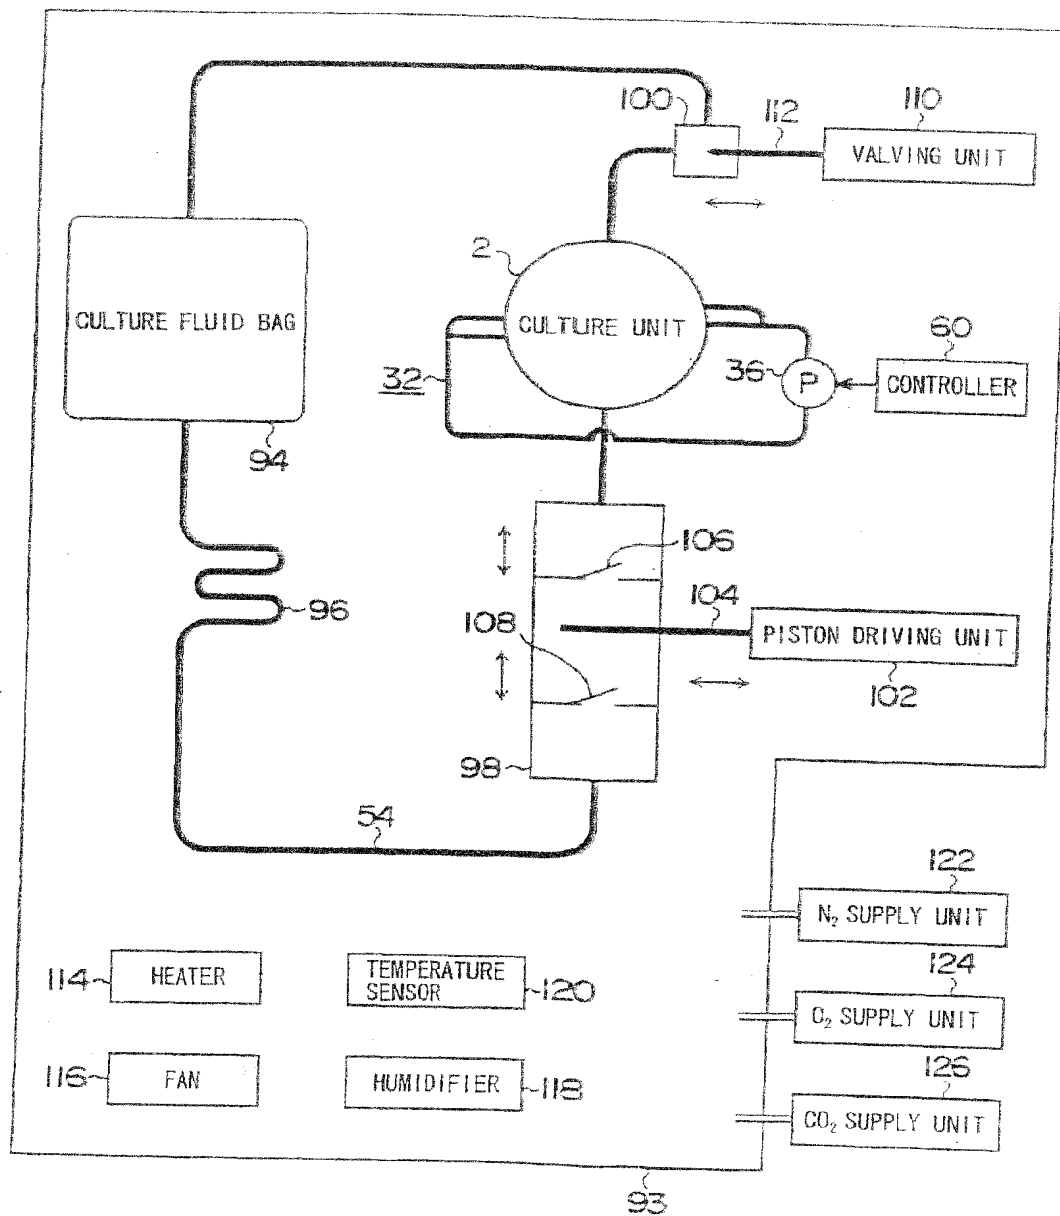 100
112
110
VALVING UNIT
2
CULTURE FLUID BAG
CULTURE UNIT
60
32
36
P
CONTROLLER
94
106
96
108
104
PISTON DRIVING UNIT
102
98
54
122
N₂ SUPPLY UNIT
114
HEATER
TEMPERATURE
SENSOR
120
124
O₂ SUPPLY UNIT
116
FAN
HUMIDIFIER
118
126
CO₂ SUPPLY UNIT
93